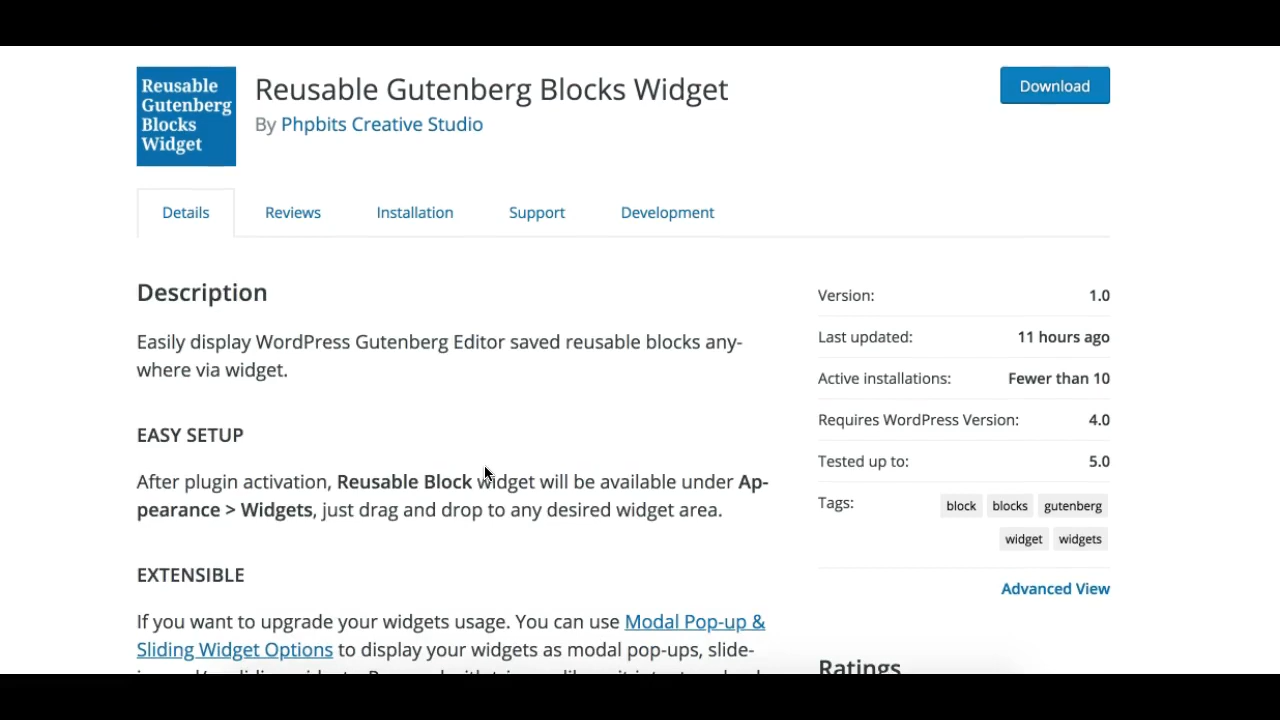 Reusable
Gutenberg
Blocks
Widget
Reusable Gutenberg Blocks Widget
By Phpbits Creative Studio
Download
Details
Reviews
Installation
Support
Development
Description
Easily display WordPress Gutenberg Editor saved reusable blocks any-
where via widget.
EASY SETUP
After plugin activation, Reusable Block widget will be available under Ap-
pearance > Widgets, just drag and drop to any desired widget area.
EXTENSIBLE
If you want to upgrade your widgets usage. You can use Modal Pop-up &
Sliding Widget Options to display your widgets as modal pop-ups, slide-
Version: 1.0
Last updated: 11 hours ago
Active installations: Fewer than 10
Requires WordPress Version: 4.0
Tested up to: 5.0
Tags: block blocks gutenberg
widget widgets
Advanced View
Ratings